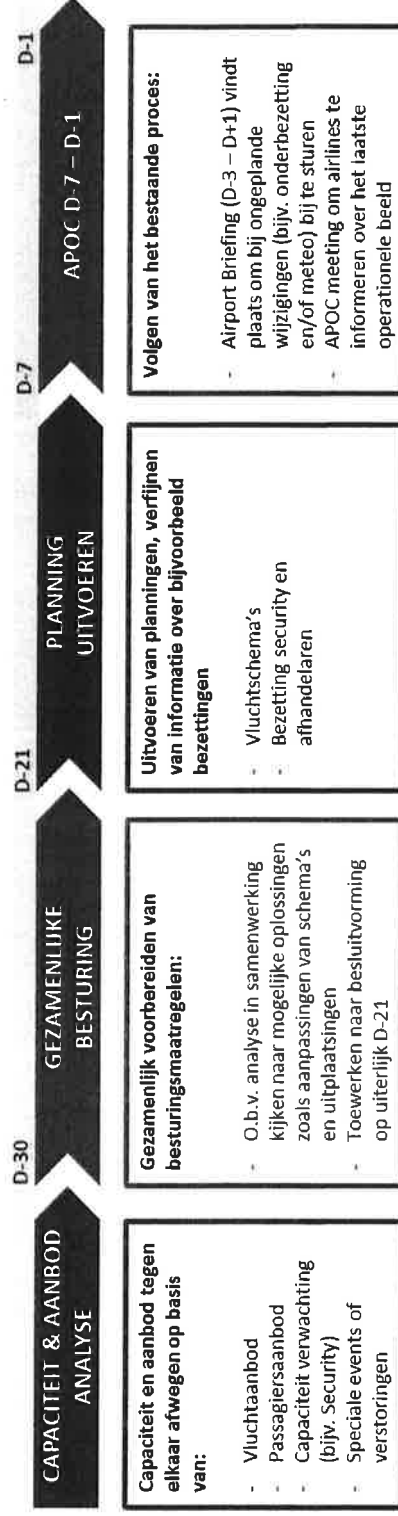 D-30
D-21
D-7
D-1
CAPACITEIT & AANBOD
ANALYSE
GEZAMENLIJKE
BESTURING
PLANNING
UITVOEREN
APOC D-7 – D-1
Capaciteit en aanbod tegen
elkaar afwegen op basis
van:
- Vluchtaanbod
- Passagiersaanbod
- Capaciteit verwachting
(bijv. Security)
- Speciale events of
verstoringen
Gezamenlijk voorbereiden van
besturingsmaatregelen:
- O.b.v. analyse in samenwerking
kijken naar mogelijke oplossingen
zoals aanpassingen van schema's
en uitplaatsingen
- Toewerken naar besluitvorming
op uiterlijk D-21
Uitvoeren van planningen, verfijnen
van informatie over bijvoorbeeld
bezettingen
- Vluchtschema's
- Bezetting security en
afhandelaren
Volgen van het bestaande proces:
- Airport Briefing (D-3 – D+1) vindt
plaats om bij ongeplande
wijzigingen (bijv. onderbezetting
en/of meteo) bij te sturen
- APOC meeting om airlines te
informeren over het laatste
operationele beeld